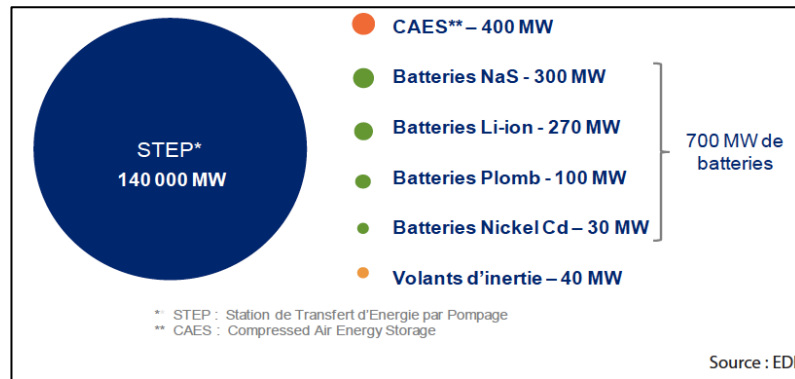 STEP*
140 000 MW
CAES** – 400 MW
Batteries NaS - 300 MW
Batteries Li-ion - 270 MW
Batteries Plomb - 100 MW
Batteries Nickel Cd – 30 MW
Volants d'inertie – 40 MW
700 MW de
batteries
* STEP : Station de Transfert d'Energie par Pompage
** CAES : Compressed Air Energy Storage
Source :